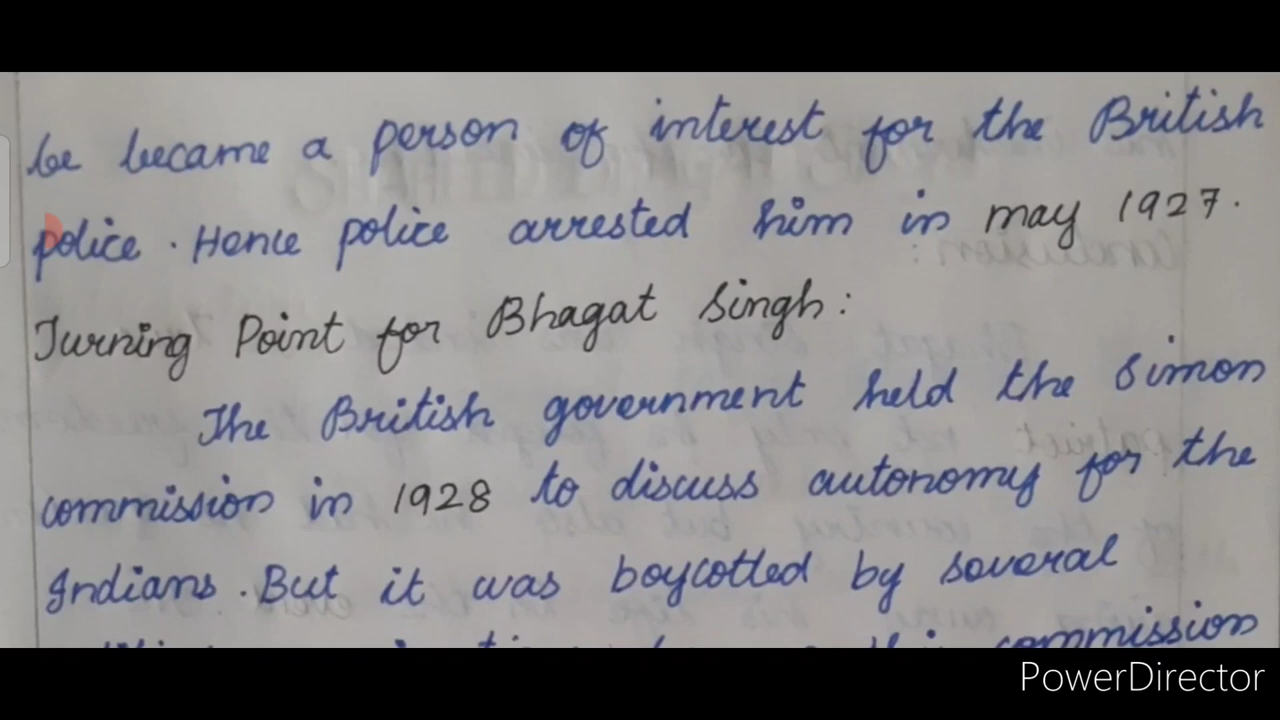 be became a person of interest for the British
police. Hence police arrested him in may 1927.
Turning Point for Bhagat Singh:
The British government held the Simon
commission in 1928 to discuss autonomy for the
Indians. But it was boycotted by several
this commission
PowerDirector